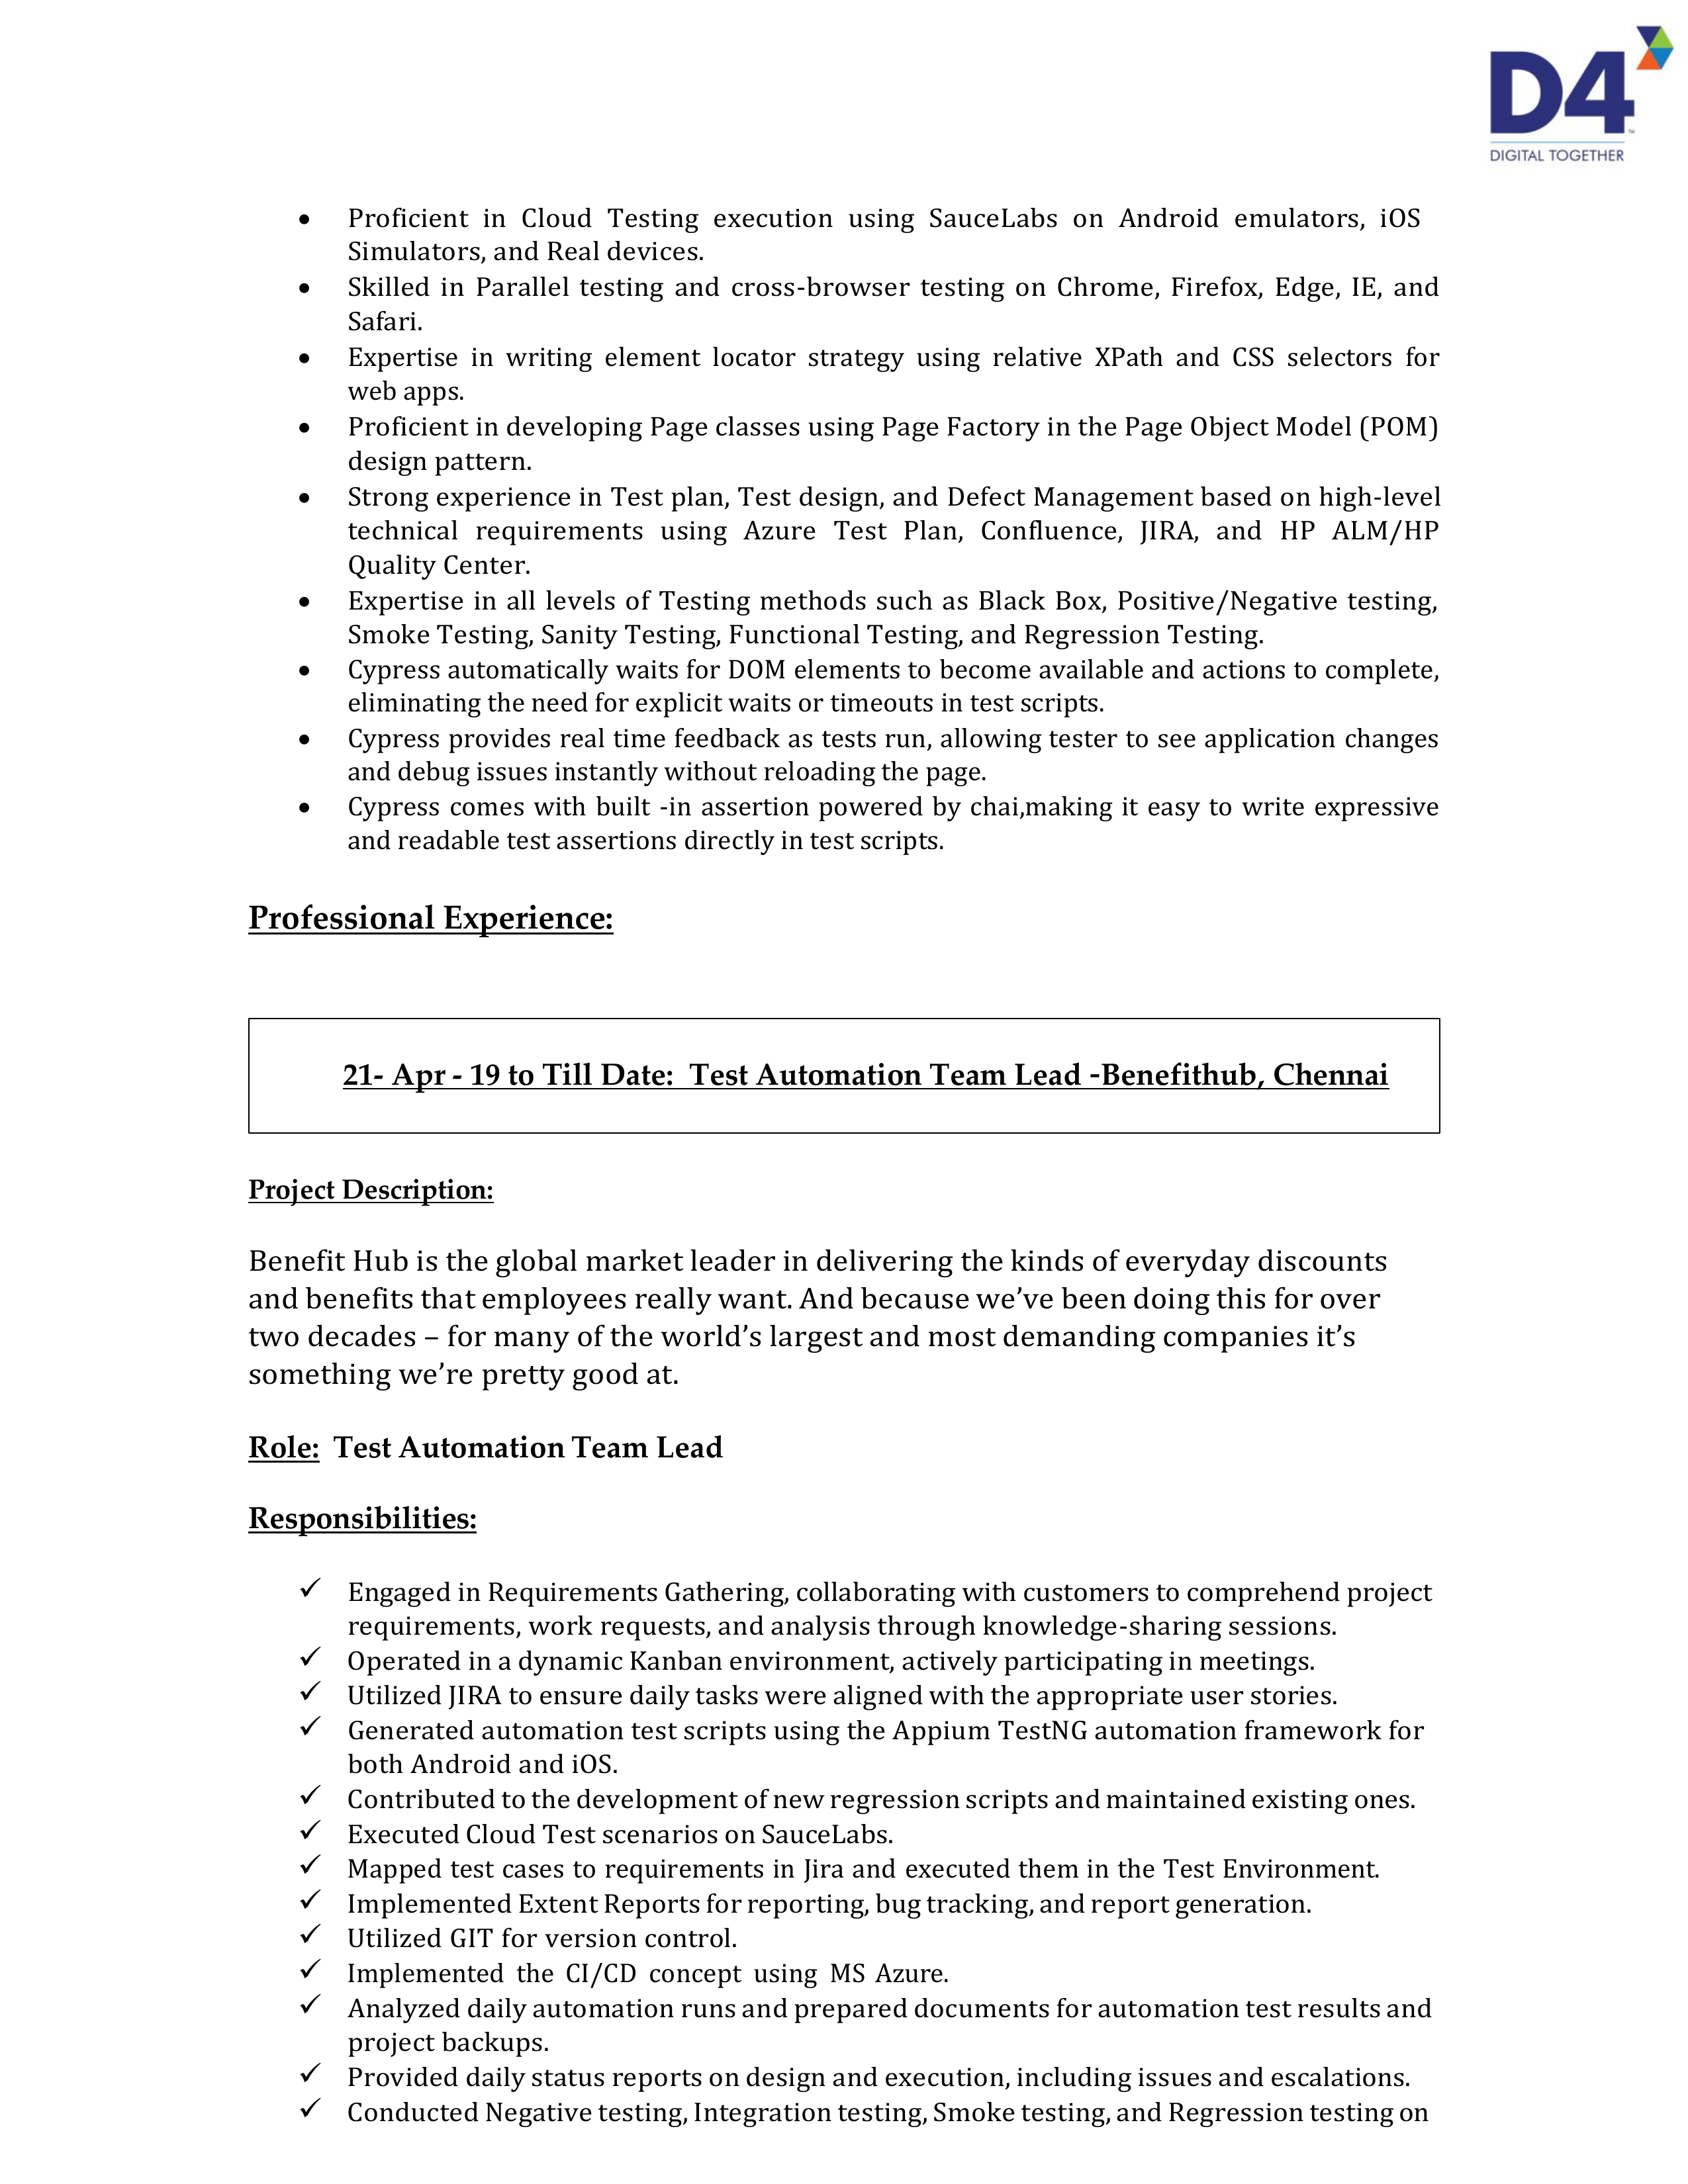 D4
™
DIGITAL TOGETHER
• Proficient in Cloud Testing execution using SauceLabs on Android emulators, iOS
Simulators, and Real devices.
• Skilled in Parallel testing and cross-browser testing on Chrome, Firefox, Edge, IE, and
Safari.
• Expertise in writing element locator strategy using relative XPath and CSS selectors for
web apps.
• Proficient in developing Page classes using Page Factory in the Page Object Model (POM)
design pattern.
• Strong experience in Test plan, Test design, and Defect Management based on high-level
technical requirements using Azure Test Plan, Confluence, JIRA, and HP ALM/HP
Quality Center.
• Expertise in all levels of Testing methods such as Black Box, Positive/Negative testing,
Smoke Testing, Sanity Testing, Functional Testing, and Regression Testing.
• Cypress automatically waits for DOM elements to become available and actions to complete,
eliminating the need for explicit waits or timeouts in test scripts.
• Cypress provides real time feedback as tests run, allowing tester to see application changes
and debug issues instantly without reloading the page.
• Cypress comes with built -in assertion powered by chai,making it easy to write expressive
and readable test assertions directly in test scripts.
Professional Experience:
21- Apr - 19 to Till Date: Test Automation Team Lead -Benefithub, Chennai
Project Description:
Benefit Hub is the global market leader in delivering the kinds of everyday discounts
and benefits that employees really want. And because we’ve been doing this for over
two decades – for many of the world’s largest and most demanding companies it’s
something we’re pretty good at.
Role: Test Automation Team Lead
Responsibilities:
✓ Engaged in Requirements Gathering, collaborating with customers to comprehend project
requirements, work requests, and analysis through knowledge-sharing sessions.
✓ Operated in a dynamic Kanban environment, actively participating in meetings.
✓ Utilized JIRA to ensure daily tasks were aligned with the appropriate user stories.
✓ Generated automation test scripts using the Appium TestNG automation framework for
both Android and iOS.
✓ Contributed to the development of new regression scripts and maintained existing ones.
✓ Executed Cloud Test scenarios on SauceLabs.
✓ Mapped test cases to requirements in Jira and executed them in the Test Environment.
✓ Implemented Extent Reports for reporting, bug tracking, and report generation.
✓ Utilized GIT for version control.
✓ Implemented the CI/CD concept using MS Azure.
✓ Analyzed daily automation runs and prepared documents for automation test results and
project backups.
✓ Provided daily status reports on design and execution, including issues and escalations.
✓ Conducted Negative testing, Integration testing, Smoke testing, and Regression testing on